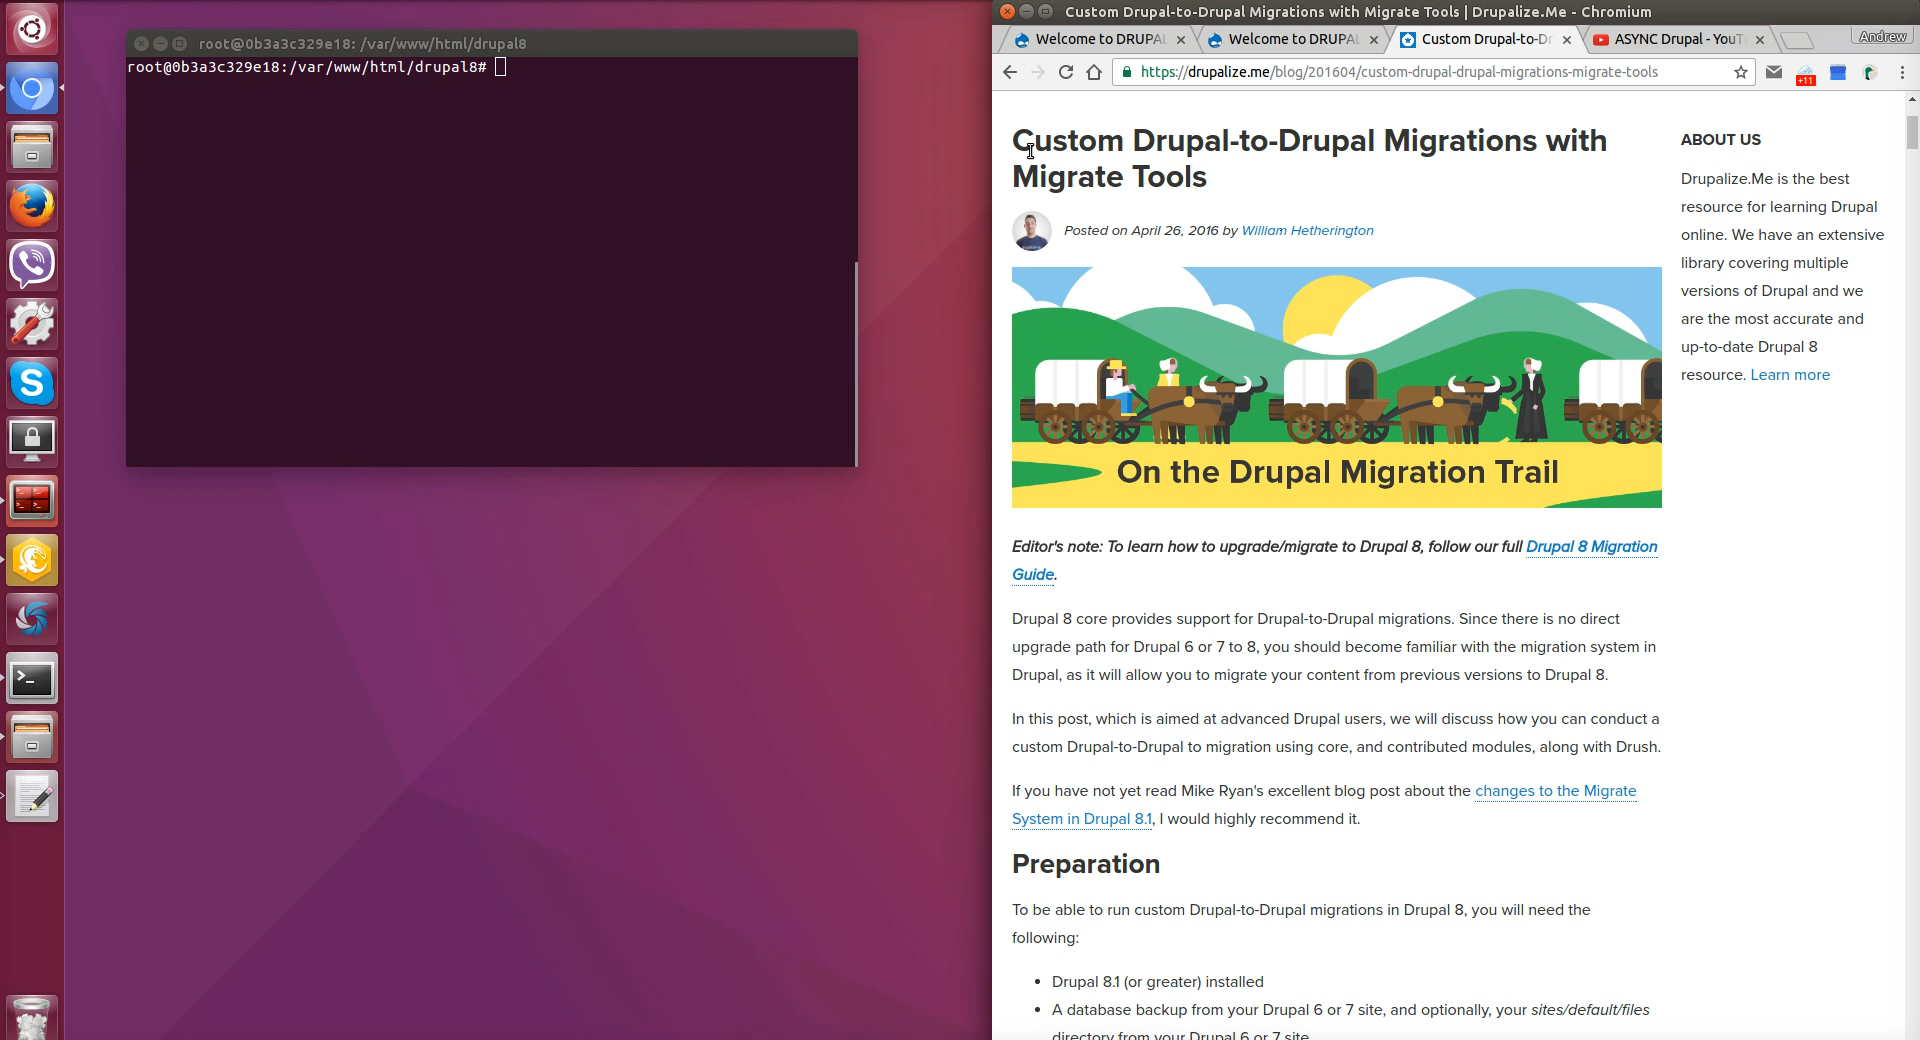 root@0b3a3c329e18: /var/www/html/drupal8
root@0b3a3c329e18:/var/www/html/drupal8#
Custom Drupal-to-Drupal Migrations with Migrate Tools | Drupalize.Me - Chromium
Welcome to DRUPAL
Welcome to DRUPAL
Custom Drupal-to-Dr
ASYNC Drupal - YouT
Andrew
https://drupalize.me/blog/201604/custom-drupal-drupal-migrations-migrate-tools
+11
Custom Drupal-to-Drupal Migrations with
Migrate Tools
Posted on April 26, 2016 by William Hetherington
On the Drupal Migration Trail
Editor's note: To learn how to upgrade/migrate to Drupal 8, follow our full Drupal 8 Migration
Guide.
Drupal 8 core provides support for Drupal-to-Drupal migrations. Since there is no direct
upgrade path for Drupal 6 or 7 to 8, you should become familiar with the migration system in
Drupal, as it will allow you to migrate your content from previous versions to Drupal 8.
In this post, which is aimed at advanced Drupal users, we will discuss how you can conduct a
custom Drupal-to-Drupal to migration using core, and contributed modules, along with Drush.
If you have not yet read Mike Ryan's excellent blog post about the changes to the Migrate
System in Drupal 8.1, I would highly recommend it.
Preparation
To be able to run custom Drupal-to-Drupal migrations in Drupal 8, you will need the
following:
• Drupal 8.1 (or greater) installed
• A database backup from your Drupal 6 or 7 site, and optionally, your sites/default/files
directory from your Drupal 6 or 7 site
ABOUT US
Drupalize.Me is the best
resource for learning Drupal
online. We have an extensive
library covering multiple
versions of Drupal and we
are the most accurate and
up-to-date Drupal 8
resource. Learn more